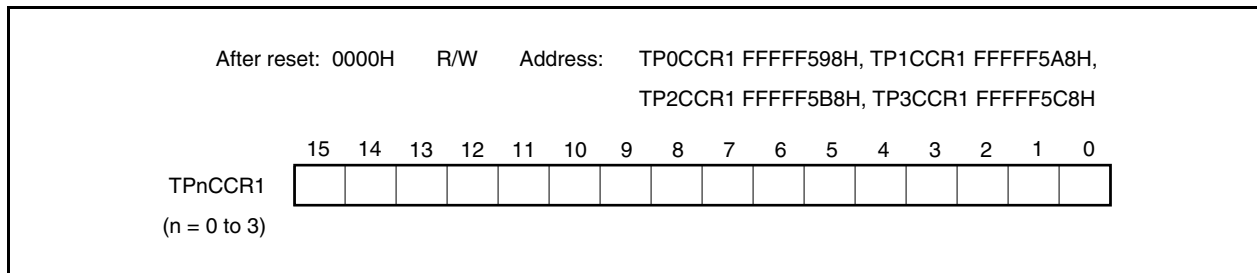 After reset: 0000H R/W Address: TP0CCR1 FFFFF598H, TP1CCR1 FFFFF5A8H,
TP2CCR1 FFFFF5B8H, TP3CCR1 FFFFF5C8H
15 14 13 12 11 10 9 8 7 6 5 4 3 2 1 0
TPnCCR1
(n = 0 to 3)